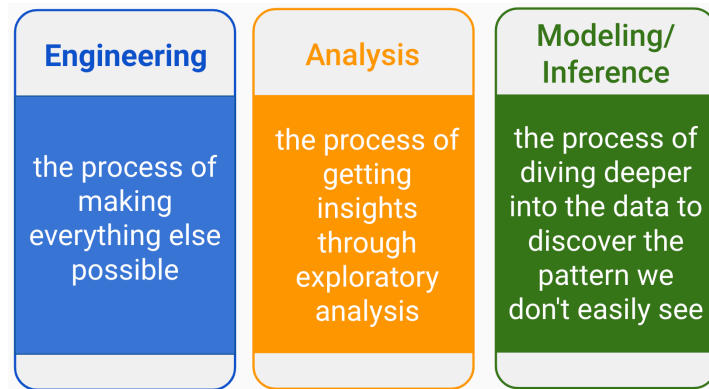 Engineering
the process of
making
everything else
possible
Analysis
the process of
getting
insights
through
exploratory
analysis
Modeling/
Inference
the process of
diving deeper
into the data to
discover the
pattern we
don't easily see